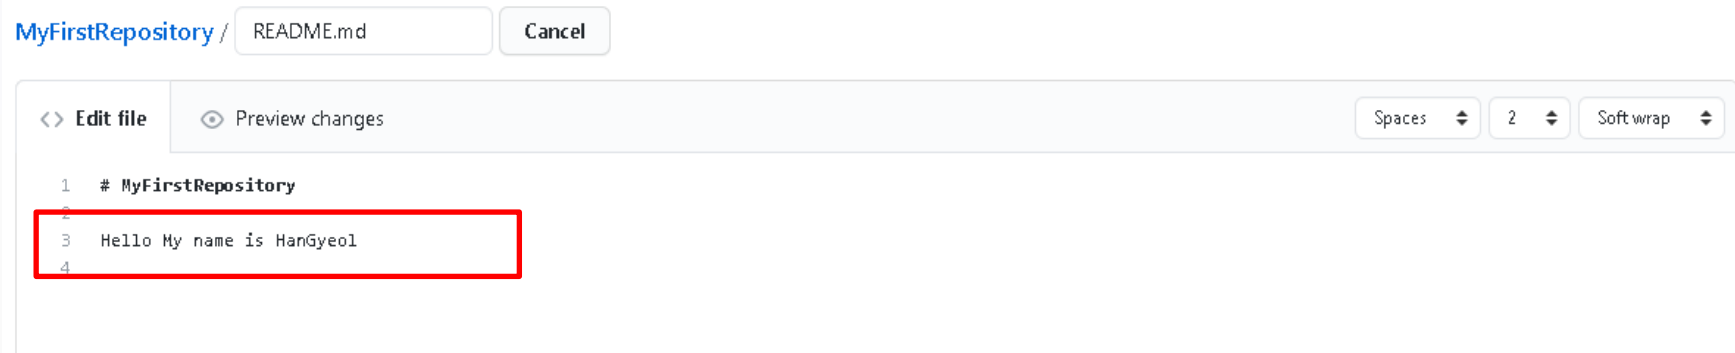 MyFirstRepository / README.md Cancel
<> Edit file Preview changes Spaces 2 Soft wrap
1 # MyFirstRepository
2
3 Hello My name is HanGyeol
4